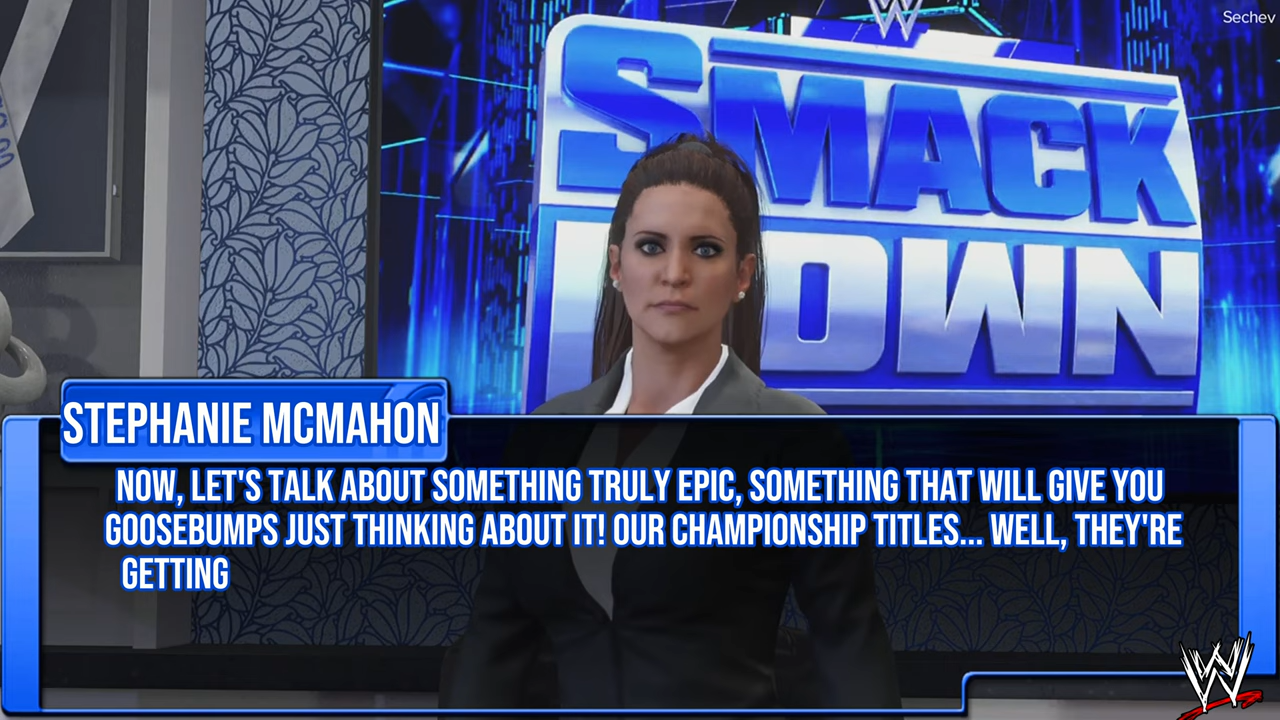 Sechev
W
SMACK
DOWN
STEPHANIE MCMAHON
NOW, LET'S TALK ABOUT SOMETHING TRULY EPIC, SOMETHING THAT WILL GIVE YOU
GOOSEBUMPS JUST THINKING ABOUT IT! OUR CHAMPIONSHIP TITLES... WELL, THEY'RE
GETTING
W